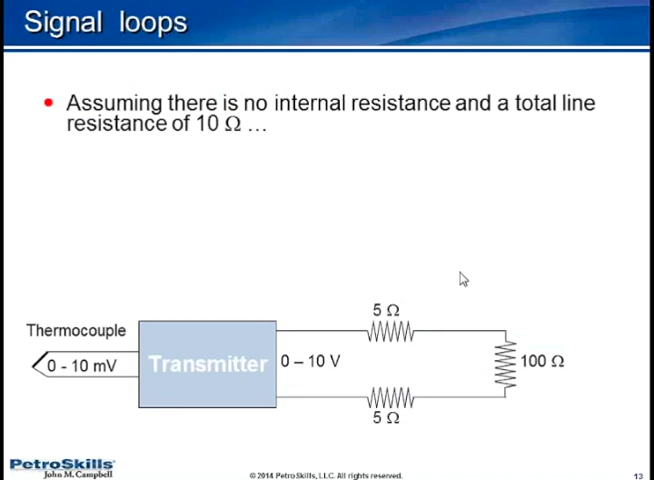 Signal loops
• Assuming there is no internal resistance and a total line
resistance of 10 Ω …
5 Ω
Thermocouple
0 - 10 mV
Transmitter
0 – 10 V
100 Ω
5 Ω
PetroSkills
John M. Campbell
© 2014 PetroSkills, LLC. All rights reserved.
13